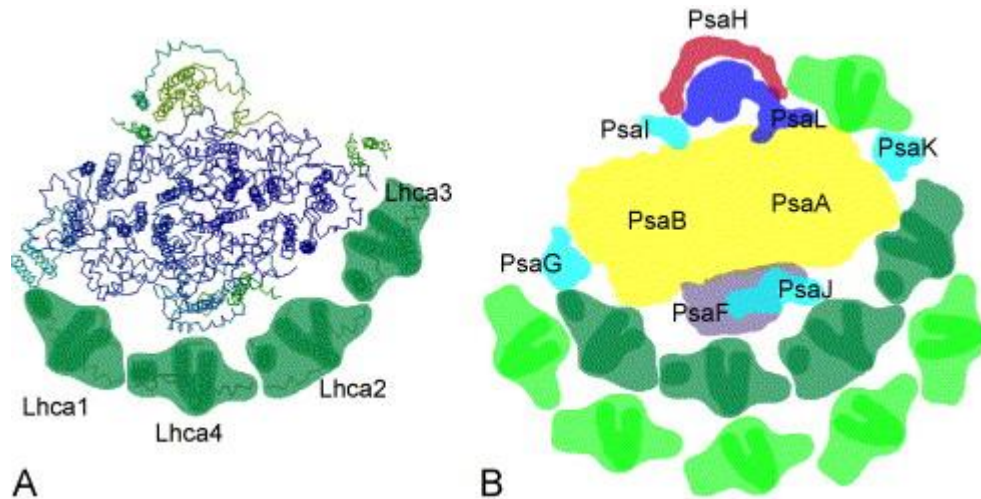 PsaH
PsaI
PsaL
PsaK
Lhca3
PsaB
PsaA
PsaG
PsaF
PsaJ
Lhca1
Lhca2
Lhca4
A
B